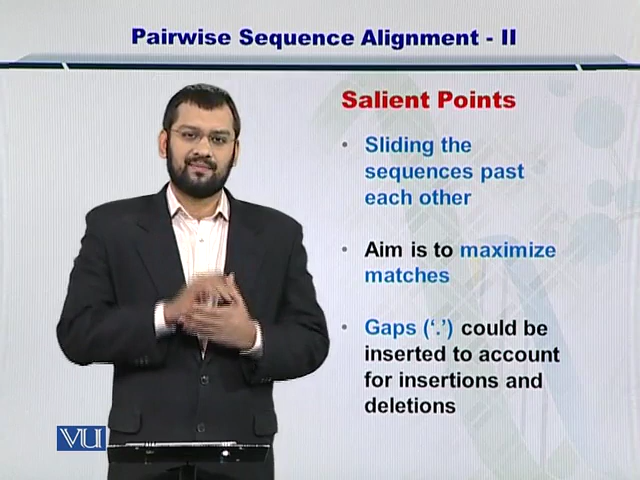 Pairwise Sequence Alignment - II
Salient Points
• Sliding the
sequences past
each other
• Aim is to maximize
matches
• Gaps ('.') could be
inserted to account
for insertions and
deletions
VU